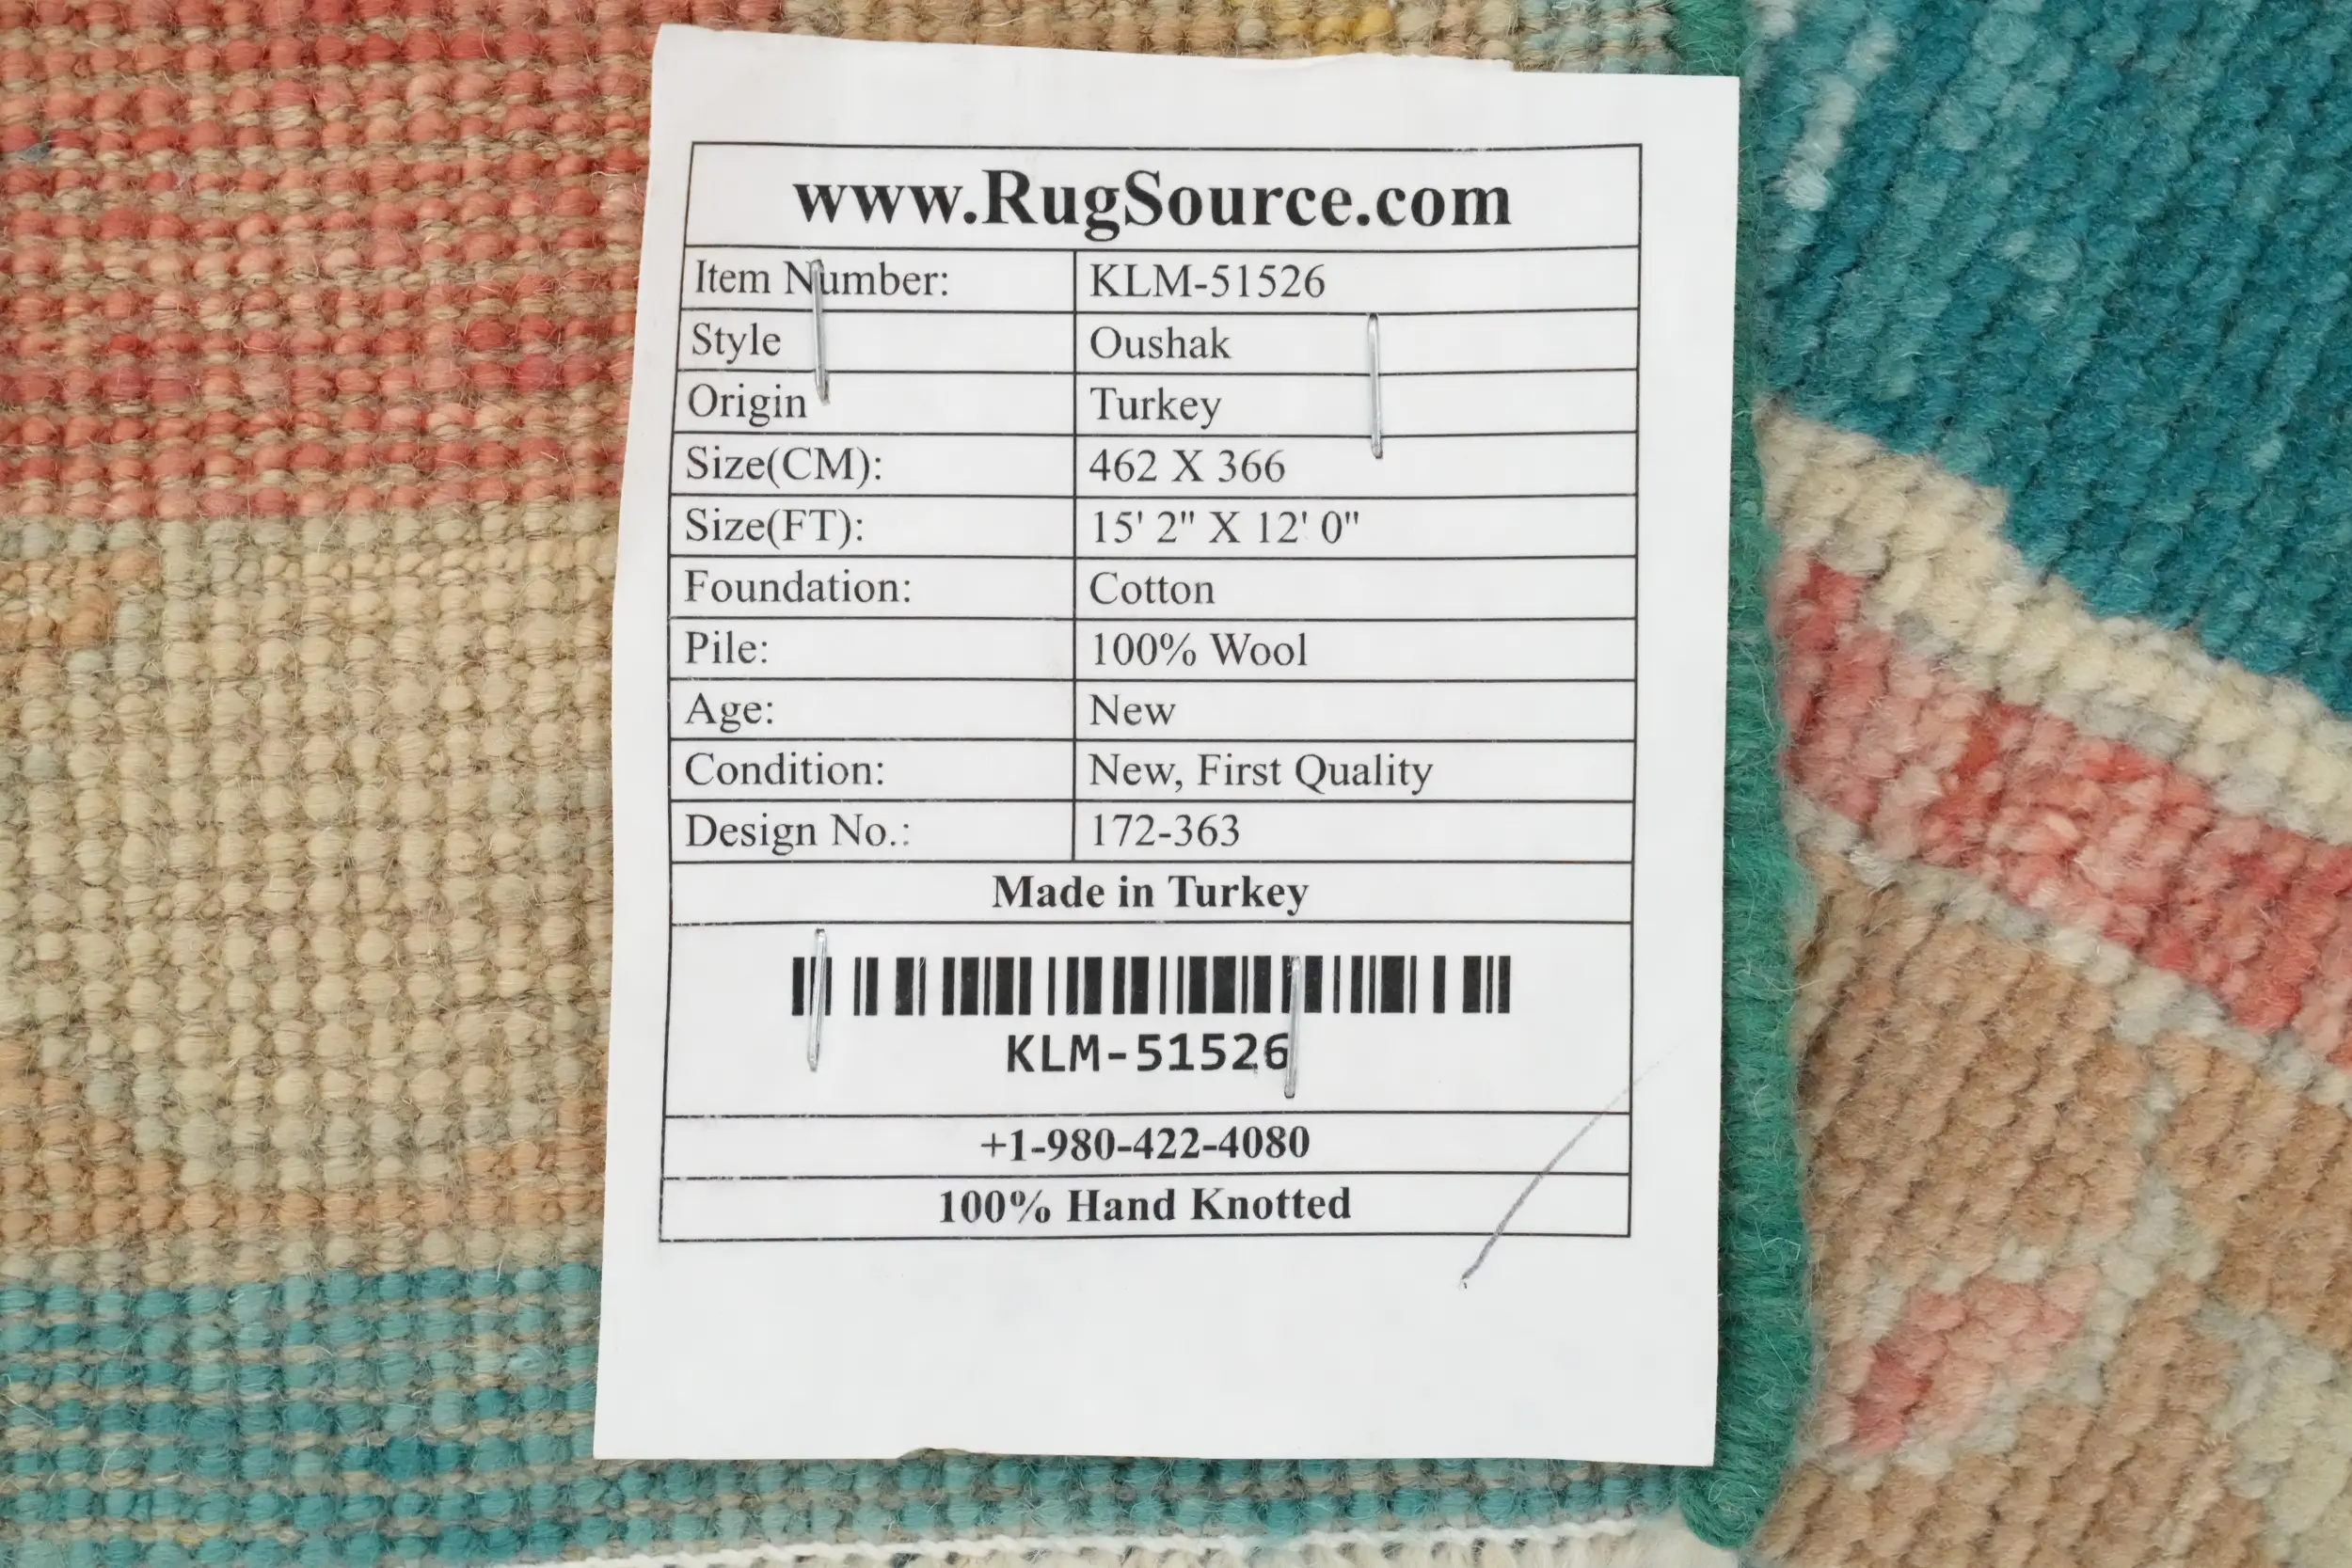 www.RugSource.com
Item Number: KLM-51526
Style Oushak
Origin Turkey
Size(CM): 462 X 366
Size(FT): 15' 2" X 12' 0"
Foundation: Cotton
Pile: 100% Wool
Age: New
Condition: New, First Quality
Design No.: 172-363
Made in Turkey
KLM-51526
+1-980-422-4080
100% Hand Knotted